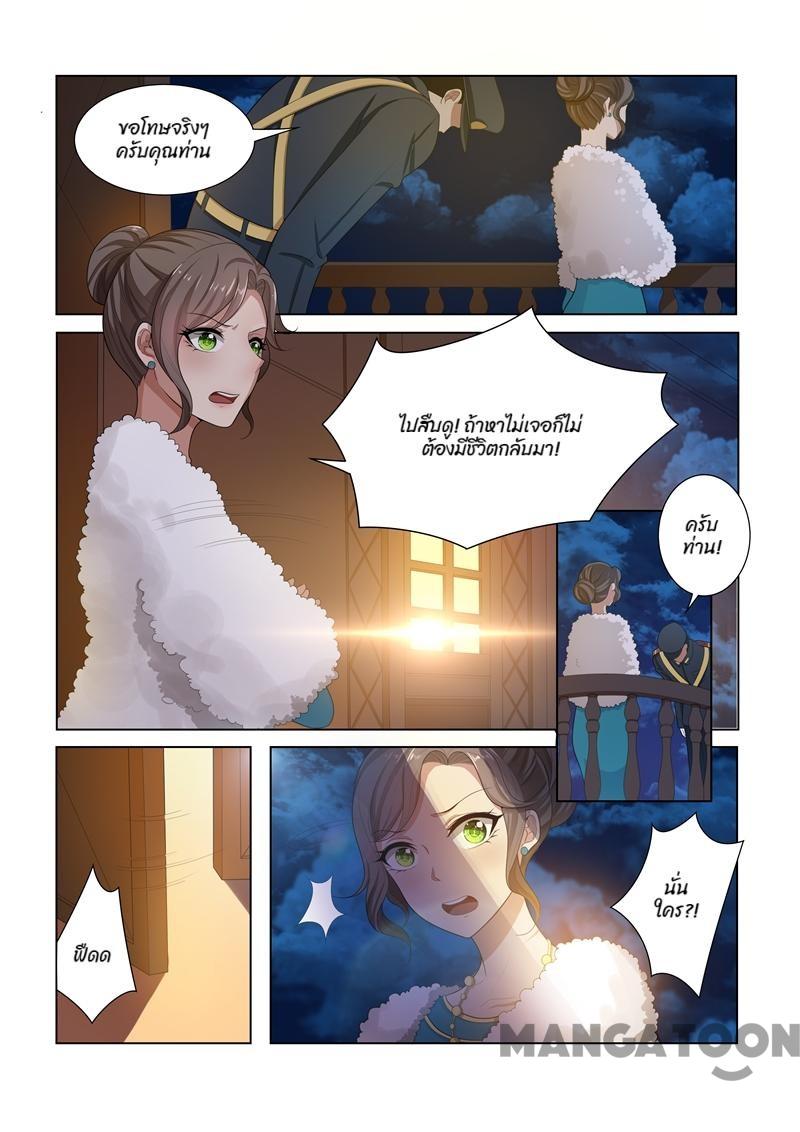 ขอโทษจริงๆ
ครับคุณท่าน
ไปสืบดู! ถ้าหาไม่เจอก็ไม่
ต้องมีชีวิตกลับมา!
ครับ
ท่าน!
ฟืดด
นั่น
ใคร?!
MANGATOON